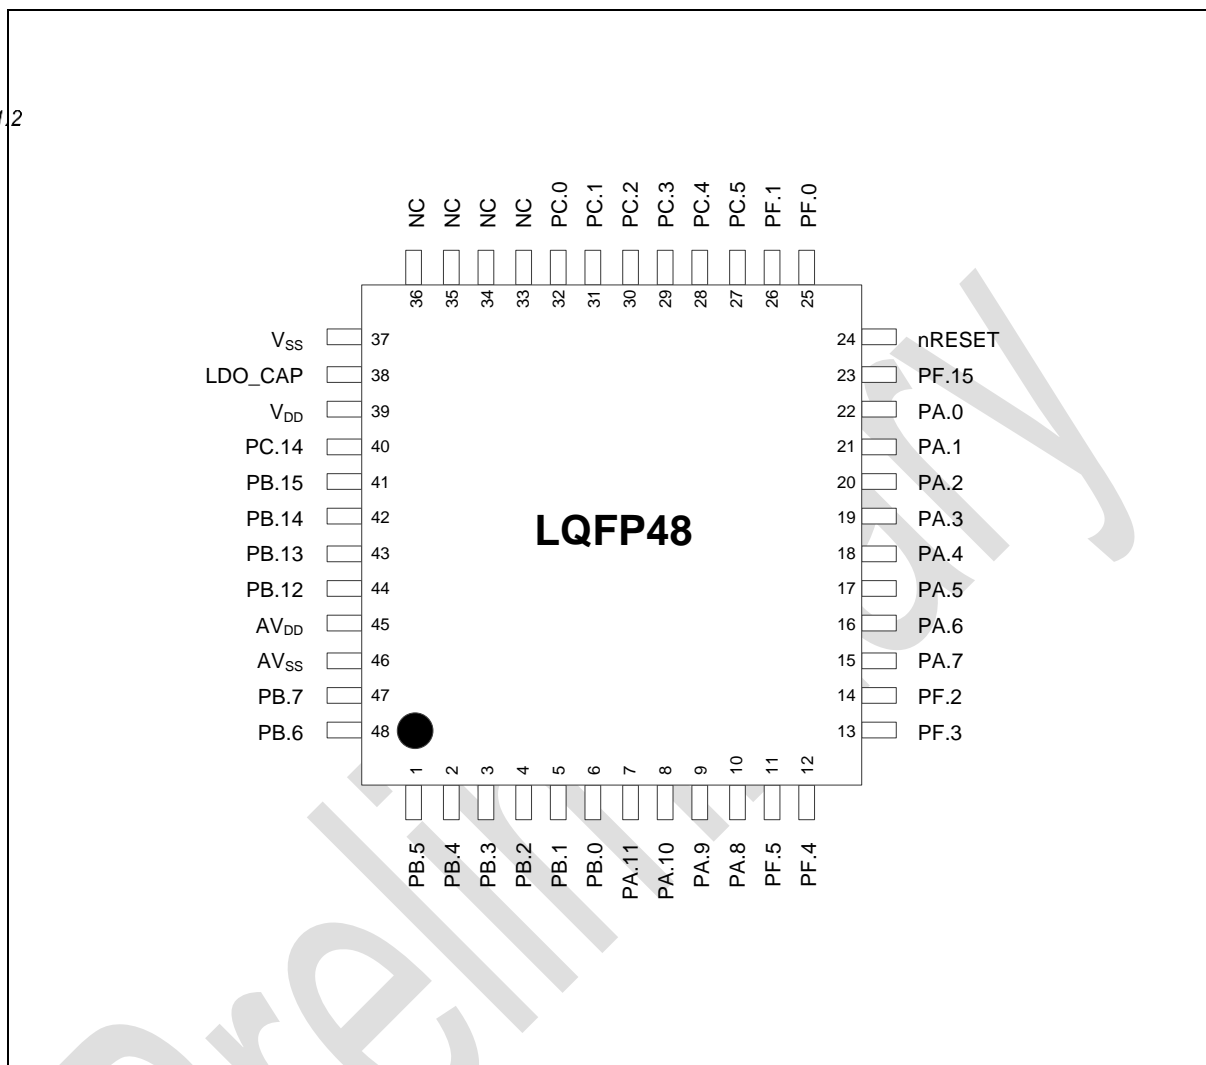 NC NC NC NC PC.0 PC.1 PC.2 PC.3 PC.4 PC.5 PF.1 PF.0
36 35 34 33 32 31 30 29 28 27 26 25
VSS 37 24 nRESET
LDO_CAP 38 23 PF.15
VDD 39 22 PA.0
PC.14 40 21 PA.1
PB.15 41 20 PA.2
PB.14 42 19 PA.3
LQFP48
PB.13 43 18 PA.4
PB.12 44 17 PA.5
AVDD 45 16 PA.6
AVSS 46 15 PA.7
PB.7 47 14 PF.2
PB.6 48 13 PF.3
1 2 3 4 5 6 7 8 9 10 11 12
PB.5 PB.4 PB.3 PB.2 PB.1 PB.0 PA.11 PA.10 PA.9 PA.8 PF.5 PF.4